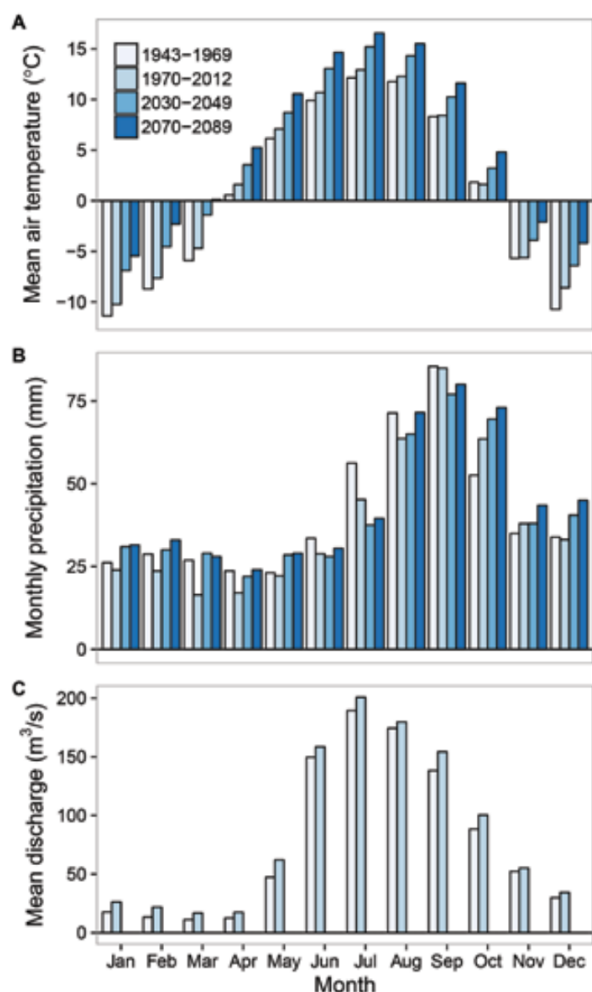 A
Mean air temperature (°C)
15
10
5
0
−5
−10
1943−1969
1970−2012
2030−2049
2070−2089
B
Monthly precipitation (mm)
75
50
25
0
C
Mean discharge (m³/s)
200
150
100
50
0
Jan Feb Mar Apr May Jun Jul Aug Sep Oct Nov Dec
Month